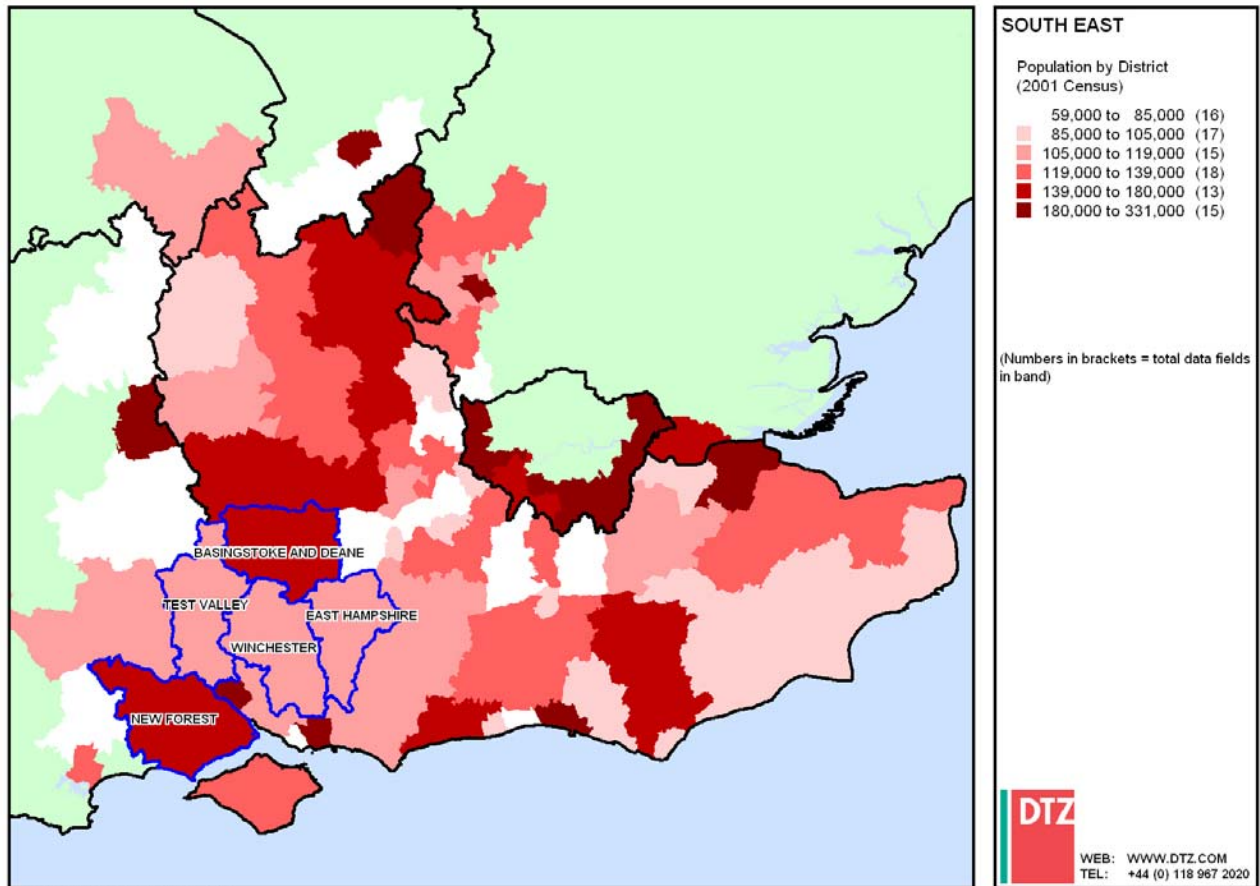 BASINGSTOKE AND DEANE
TEST VALLEY
EAST HAMPSHIRE
WINCHESTER
NEW FOREST
SOUTH EAST
Population by District
(2001 Census)
59,000 to 85,000 (16)
85,000 to 105,000 (17)
105,000 to 119,000 (15)
119,000 to 139,000 (18)
139,000 to 180,000 (13)
180,000 to 331,000 (15)
(Numbers in brackets = total data fields
in band)
DTZ
WEB: WWW.DTZ.COM
TEL: +44 (0) 118 967 2020